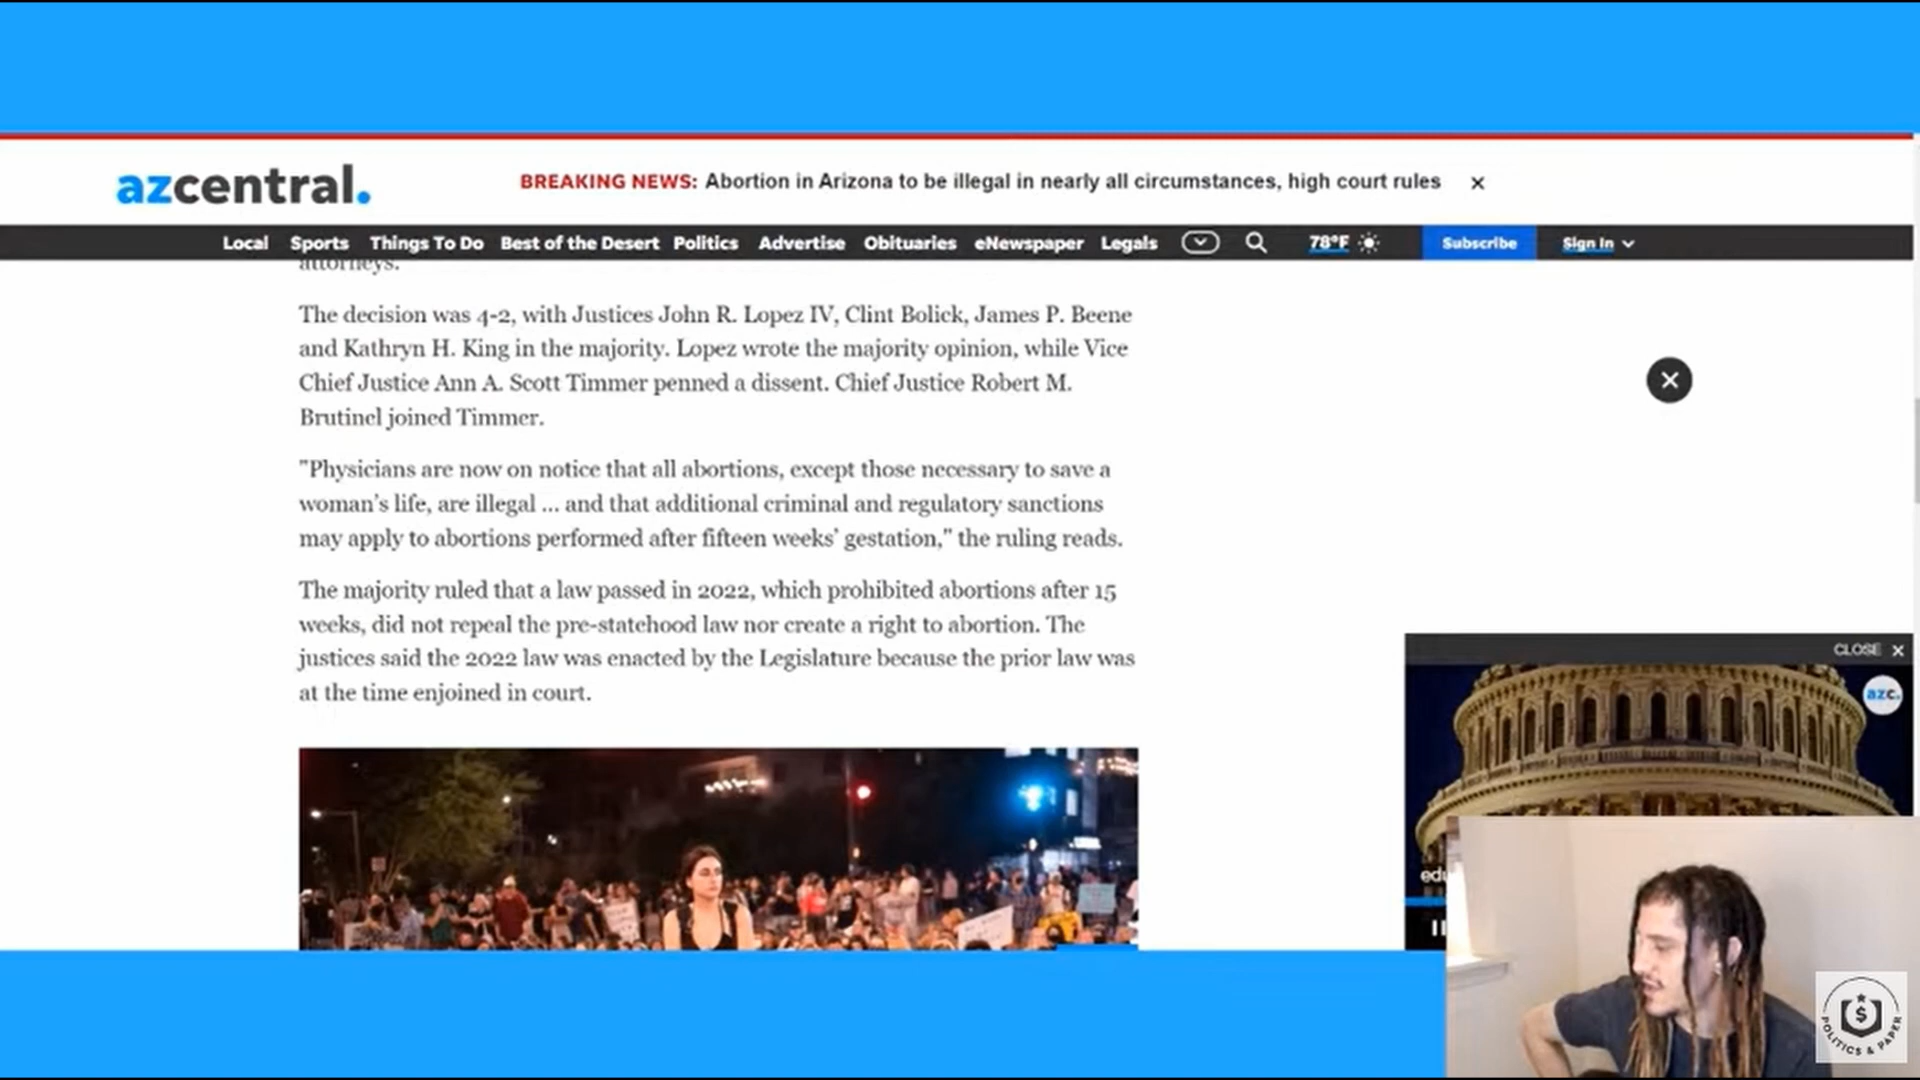 azcentral.
BREAKING NEWS: Abortion in Arizona to be illegal in nearly all circumstances, high court rules
Local Sports Things To Do Best of the Desert Politics Advertise Obituaries eNewspaper Legals 78°F Subscribe Sign In
attorneys.
The decision was 4-2, with Justices John R. Lopez IV, Clint Bolick, James P. Beene
and Kathryn H. King in the majority. Lopez wrote the majority opinion, while Vice
Chief Justice Ann A. Scott Timmer penned a dissent. Chief Justice Robert M.
Brutinel joined Timmer.
"Physicians are now on notice that all abortions, except those necessary to save a
woman's life, are illegal ... and that additional criminal and regulatory sanctions
may apply to abortions performed after fifteen weeks' gestation," the ruling reads.
The majority ruled that a law passed in 2022, which prohibited abortions after 15
weeks, did not repeal the pre-statehood law nor create a right to abortion. The
justices said the 2022 law was enacted by the Legislature because the prior law was
at the time enjoined in court.
CLOSE
azc.
edu
$
POLITICS & PAPER